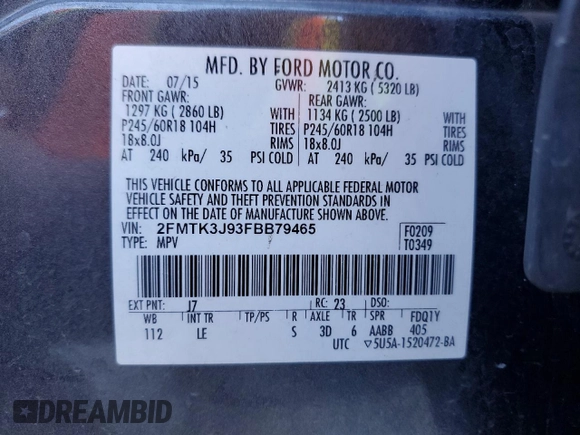 MFD. BY FORD MOTOR CO.
DATE: 07/15 GVWR: 2413 KG ( 5320 LB)
FRONT GAWR: REAR GAWR:
1297 KG ( 2860 LB) WITH 1134 KG ( 2500 LB) WITH
P245/60R18 104H TIRES P245/60R18 104H TIRES
18x8.0J RIMS 18x8.0J RIMS
AT 240 kPa/ 35 PSI COLD AT 240 kPa/ 35 PSI COLD
THIS VEHICLE CONFORMS TO ALL APPLICABLE FEDERAL MOTOR
VEHICLE SAFETY AND THEFT PREVENTION STANDARDS IN
EFFECT ON THE DATE OF MANUFACTURE SHOWN ABOVE.
VIN: 2FMTK3J93FBB79465 F0209
TYPE: MPV T0349
EXT PNT: J7 RC: 23 DSO:
WB INT TR TP/PS R AXLE TR SPR FDQ1Y
112 LE S 3D 6 AABB 405
UTC ▽5U5A-1520472-BA
DREAMBID